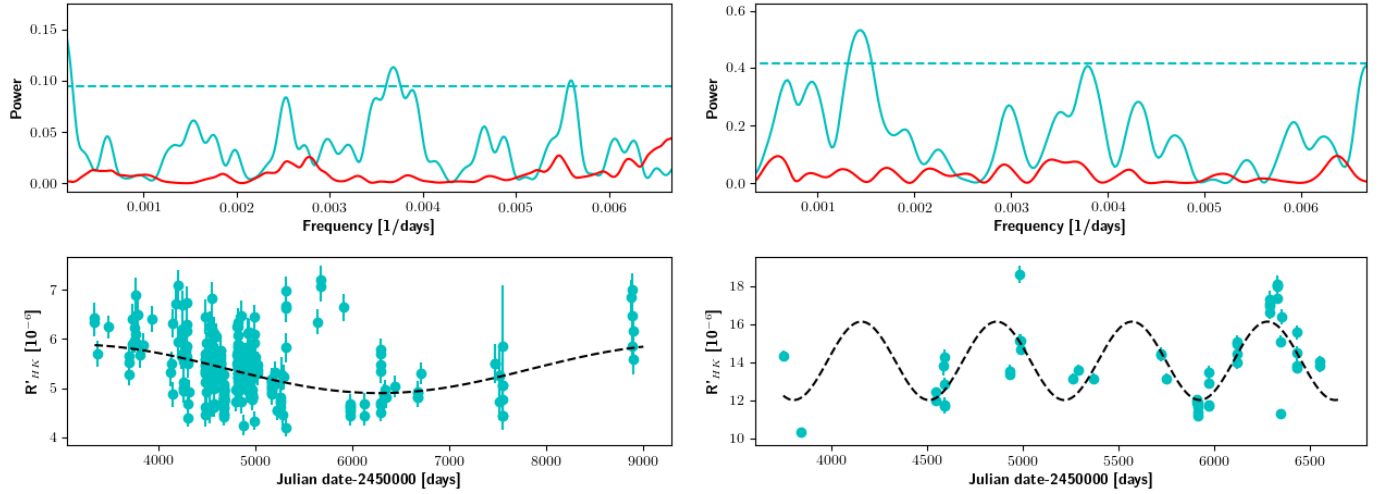 0.15
0.10
0.05
0.00
Power
0.001 0.002 0.003 0.004 0.005 0.006
Frequency [1/days]
0.6
0.4
0.2
0.0
Power
0.001 0.002 0.003 0.004 0.005 0.006
Frequency [1/days]
7
6
5
4
R'HK [10⁻⁶]
4000 5000 6000 7000 8000 9000
Julian date-2450000 [days]
18
16
14
12
10
R'HK [10⁻⁶]
4000 4500 5000 5500 6000 6500
Julian date-2450000 [days]